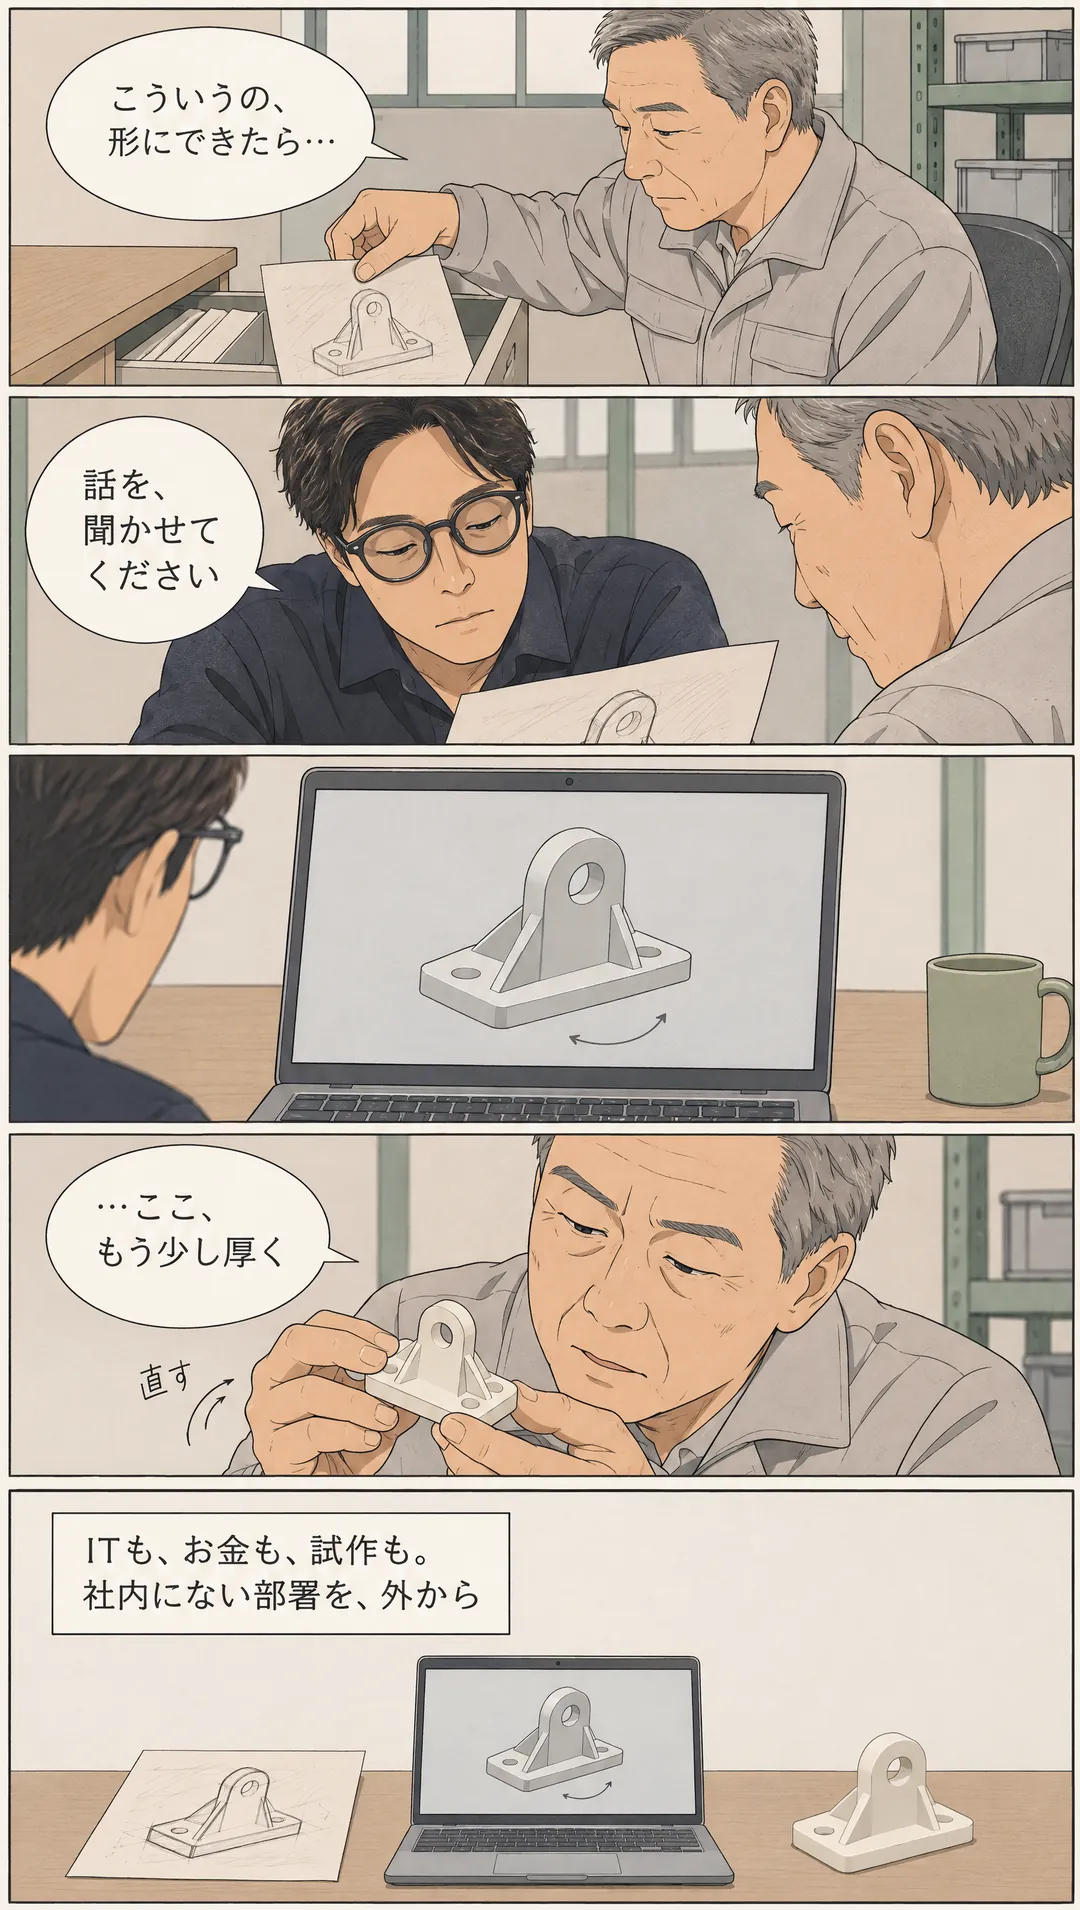 こういうの、
形にできたら…
話を、
聞かせて
ください
…ここ、
もう少し厚く
直す
ITも、お金も、試作も。
社内にない部署を、外から